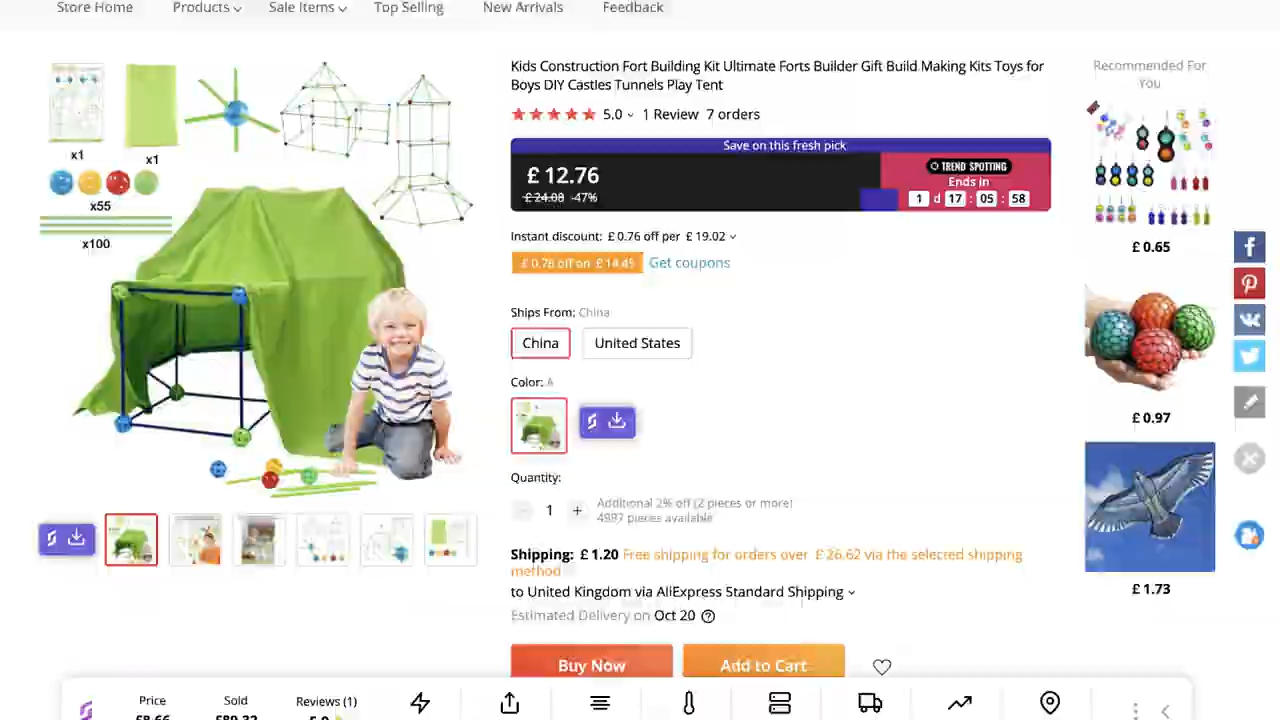 Store Home Products Sale Items Top Selling New Arrivals Feedback
x1
x1
x55
x100
Kids Construction Fort Building Kit Ultimate Forts Builder Gift Build Making Kits Toys for
Boys DIY Castles Tunnels Play Tent
5.0 1 Review 7 orders
Save on this fresh pick
£ 12.76
£ 24.08 -47%
TREND SPOTTING
Ends in
1 d 17 : 05 : 58
Instant discount: £ 0.76 off per £ 19.02
£ 0.76 off on £ 14.45 Get coupons
Ships From: China
China United States
Color: A
Quantity:
1 + Additional 2% off (2 pieces or more)
4997 pieces available
Shipping: £ 1.20 Free shipping for orders over £ 26.62 via the selected shipping
method
to United Kingdom via AliExpress Standard Shipping
Estimated Delivery on Oct 20
Buy Now Add to Cart
Recommended For
You
£ 0.65
£ 0.97
£ 1.73
Price Sold Reviews (1)